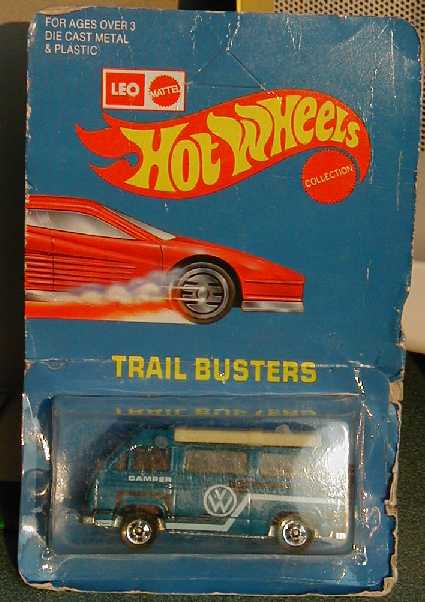 FOR AGES OVER 3
DIE CAST METAL
& PLASTIC
LEO MATTEL
HOT WHEELS
COLLECTION
TRAIL BUSTERS
CAMPER
VW